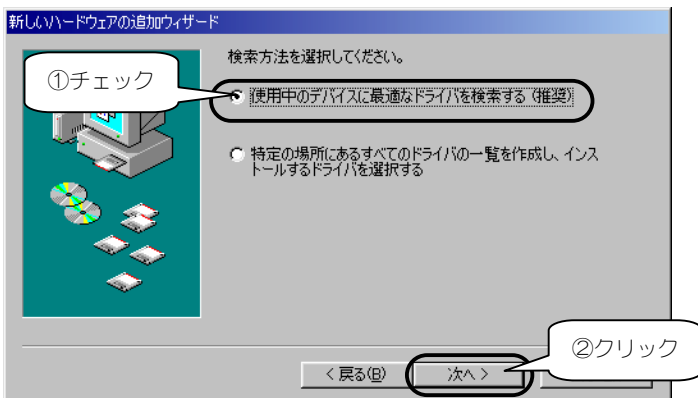 新しいハードウェアの追加ウィザード
検索方法を選択してください。
①チェック
使用中のデバイスに最適なドライバを検索する (推奨)
特定の場所にあるすべてのドライバの一覧を作成し、インス
トールするドライバを選択する
②クリック
< 戻る(B)
次へ >